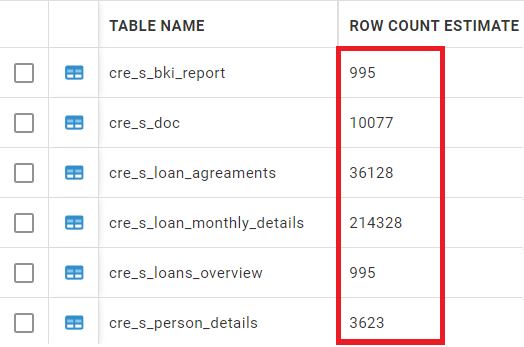 TABLE NAME ROW COUNT ESTIMATE
cre_s_bki_report 995
cre_s_doc 10077
cre_s_loan_agreaments 36128
cre_s_loan_monthly_details 214328
cre_s_loans_overview 995
cre_s_person_details 3623